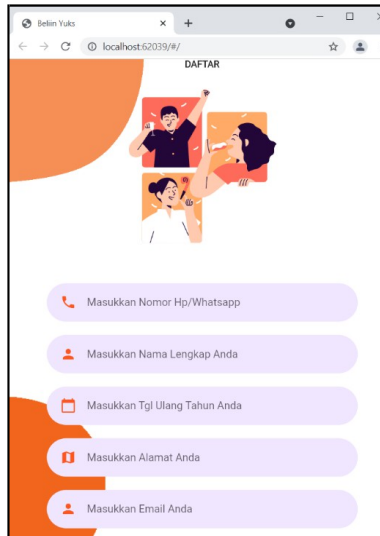 Beliin Yuks
localhost:62039/#/
DAFTAR
Masukkan Nomor Hp/Whatsapp
Masukkan Nama Lengkap Anda
Masukkan Tgl Ulang Tahun Anda
Masukkan Alamat Anda
Masukkan Email Anda